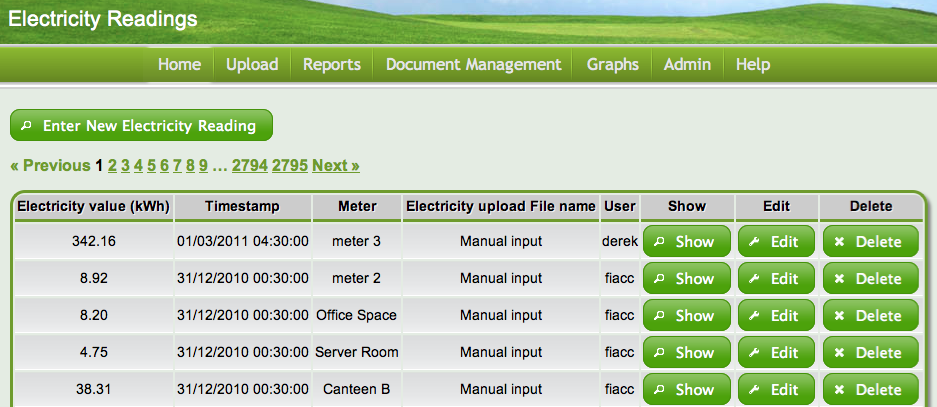 Electricity Readings
Home Upload Reports Document Management Graphs Admin Help
Enter New Electricity Reading
« Previous 1 2 3 4 5 6 7 8 9 ... 2794 2795 Next »
Electricity value (kWh) Timestamp Meter Electricity upload File name User Show Edit Delete
342.16 01/03/2011 04:30:00 meter 3 Manual input derek Show Edit Delete
8.92 31/12/2010 00:30:00 meter 2 Manual input fiacc Show Edit Delete
8.20 31/12/2010 00:30:00 Office Space Manual input fiacc Show Edit Delete
4.75 31/12/2010 00:30:00 Server Room Manual input fiacc Show Edit Delete
38.31 31/12/2010 00:30:00 Canteen B Manual input fiacc Show Edit Delete